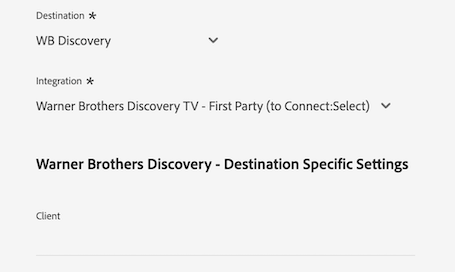 Destination *
WB Discovery
Integration *
Warner Brothers Discovery TV - First Party (to Connect:Select)
Warner Brothers Discovery - Destination Specific Settings
Client